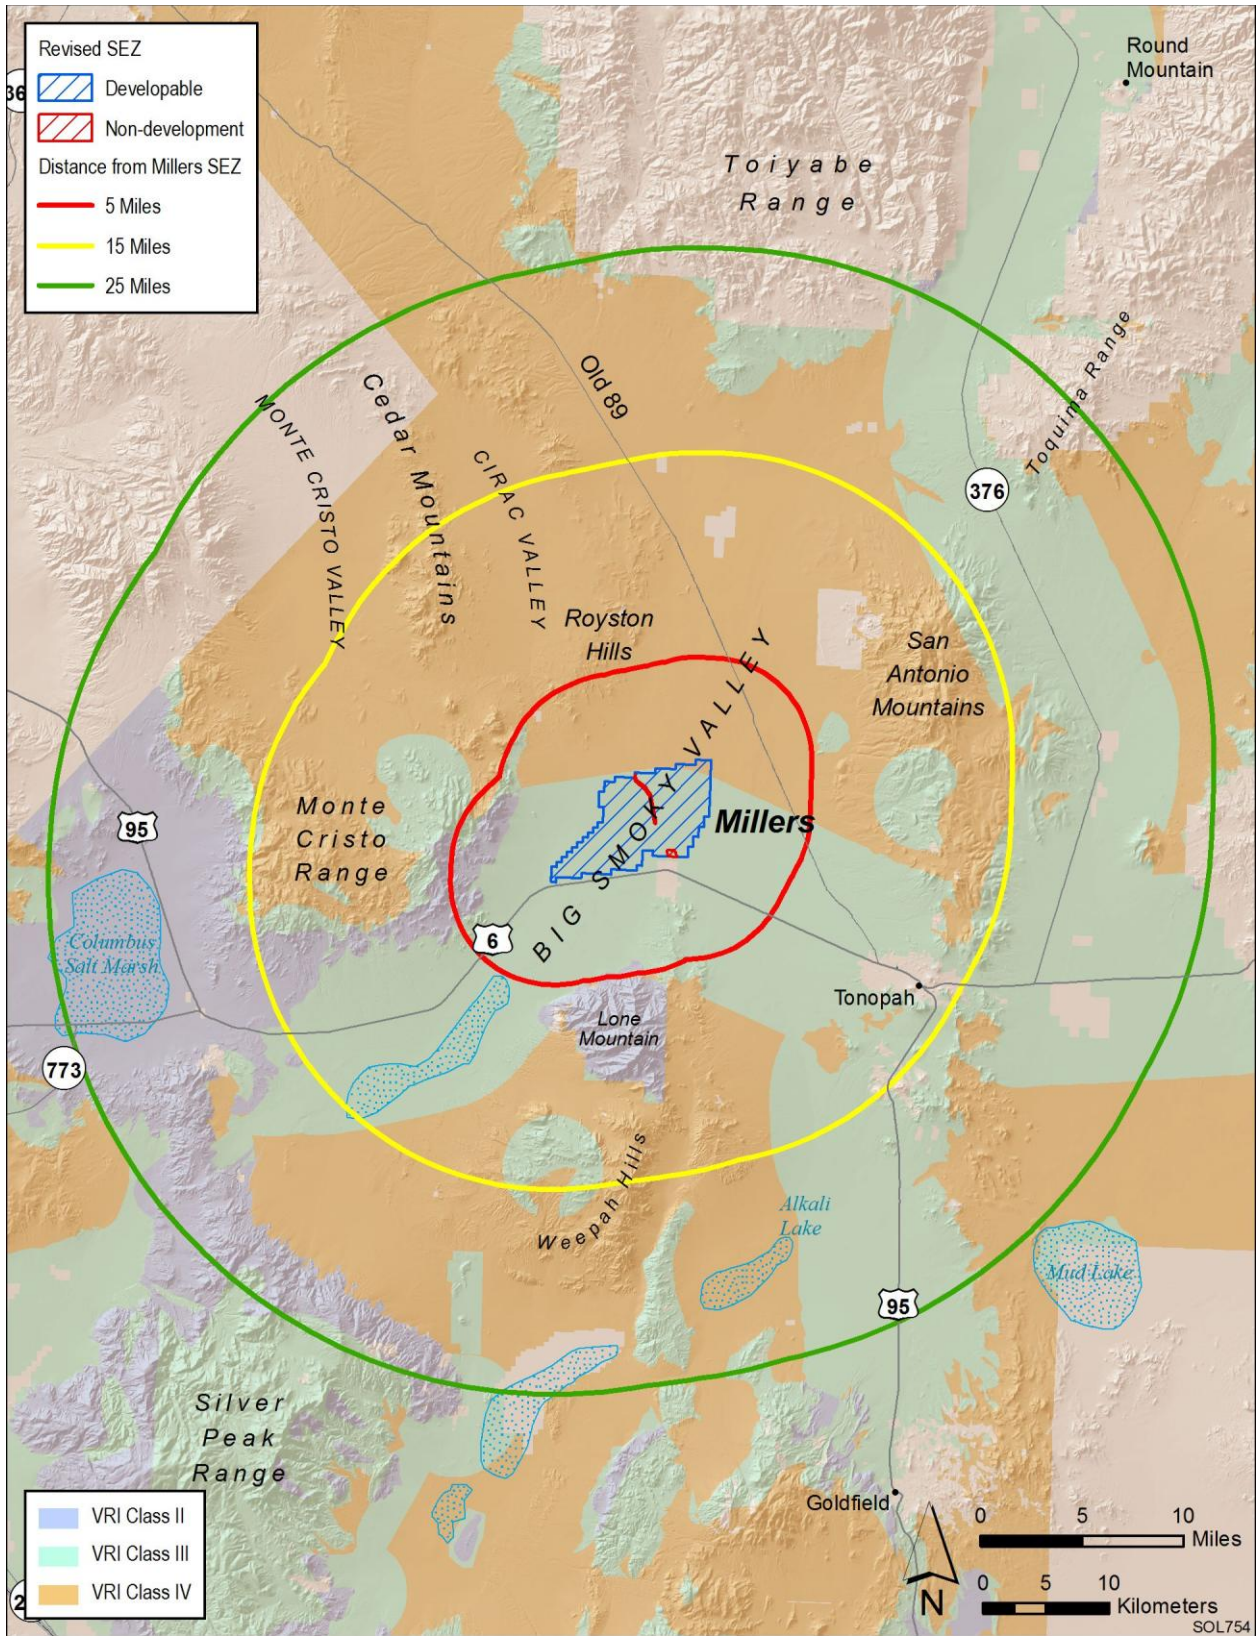 Revised SEZ
Developable
Non-development
Distance from Millers SEZ
5 Miles
15 Miles
25 Miles
36
Round
Mountain
Toiyabe
Range
Toquima Range
Old 89
Cedar Mountains
MONTE CRISTO VALLEY
CIRAC VALLEY
376
Royston
Hills
San
Antonio
Mountains
BIG SMOKY VALLEY
Monte
Cristo
Range
Millers
95
6
Columbus
Salt Marsh
Tonopah
Lone
Mountain
773
Weepah Hills
Alkali
Lake
Mud Lake
95
Silver
Peak
Range
Goldfield
VRI Class II
VRI Class III
VRI Class IV
2
0 5 10
Miles
0 5 10
Kilometers
N
SOL754